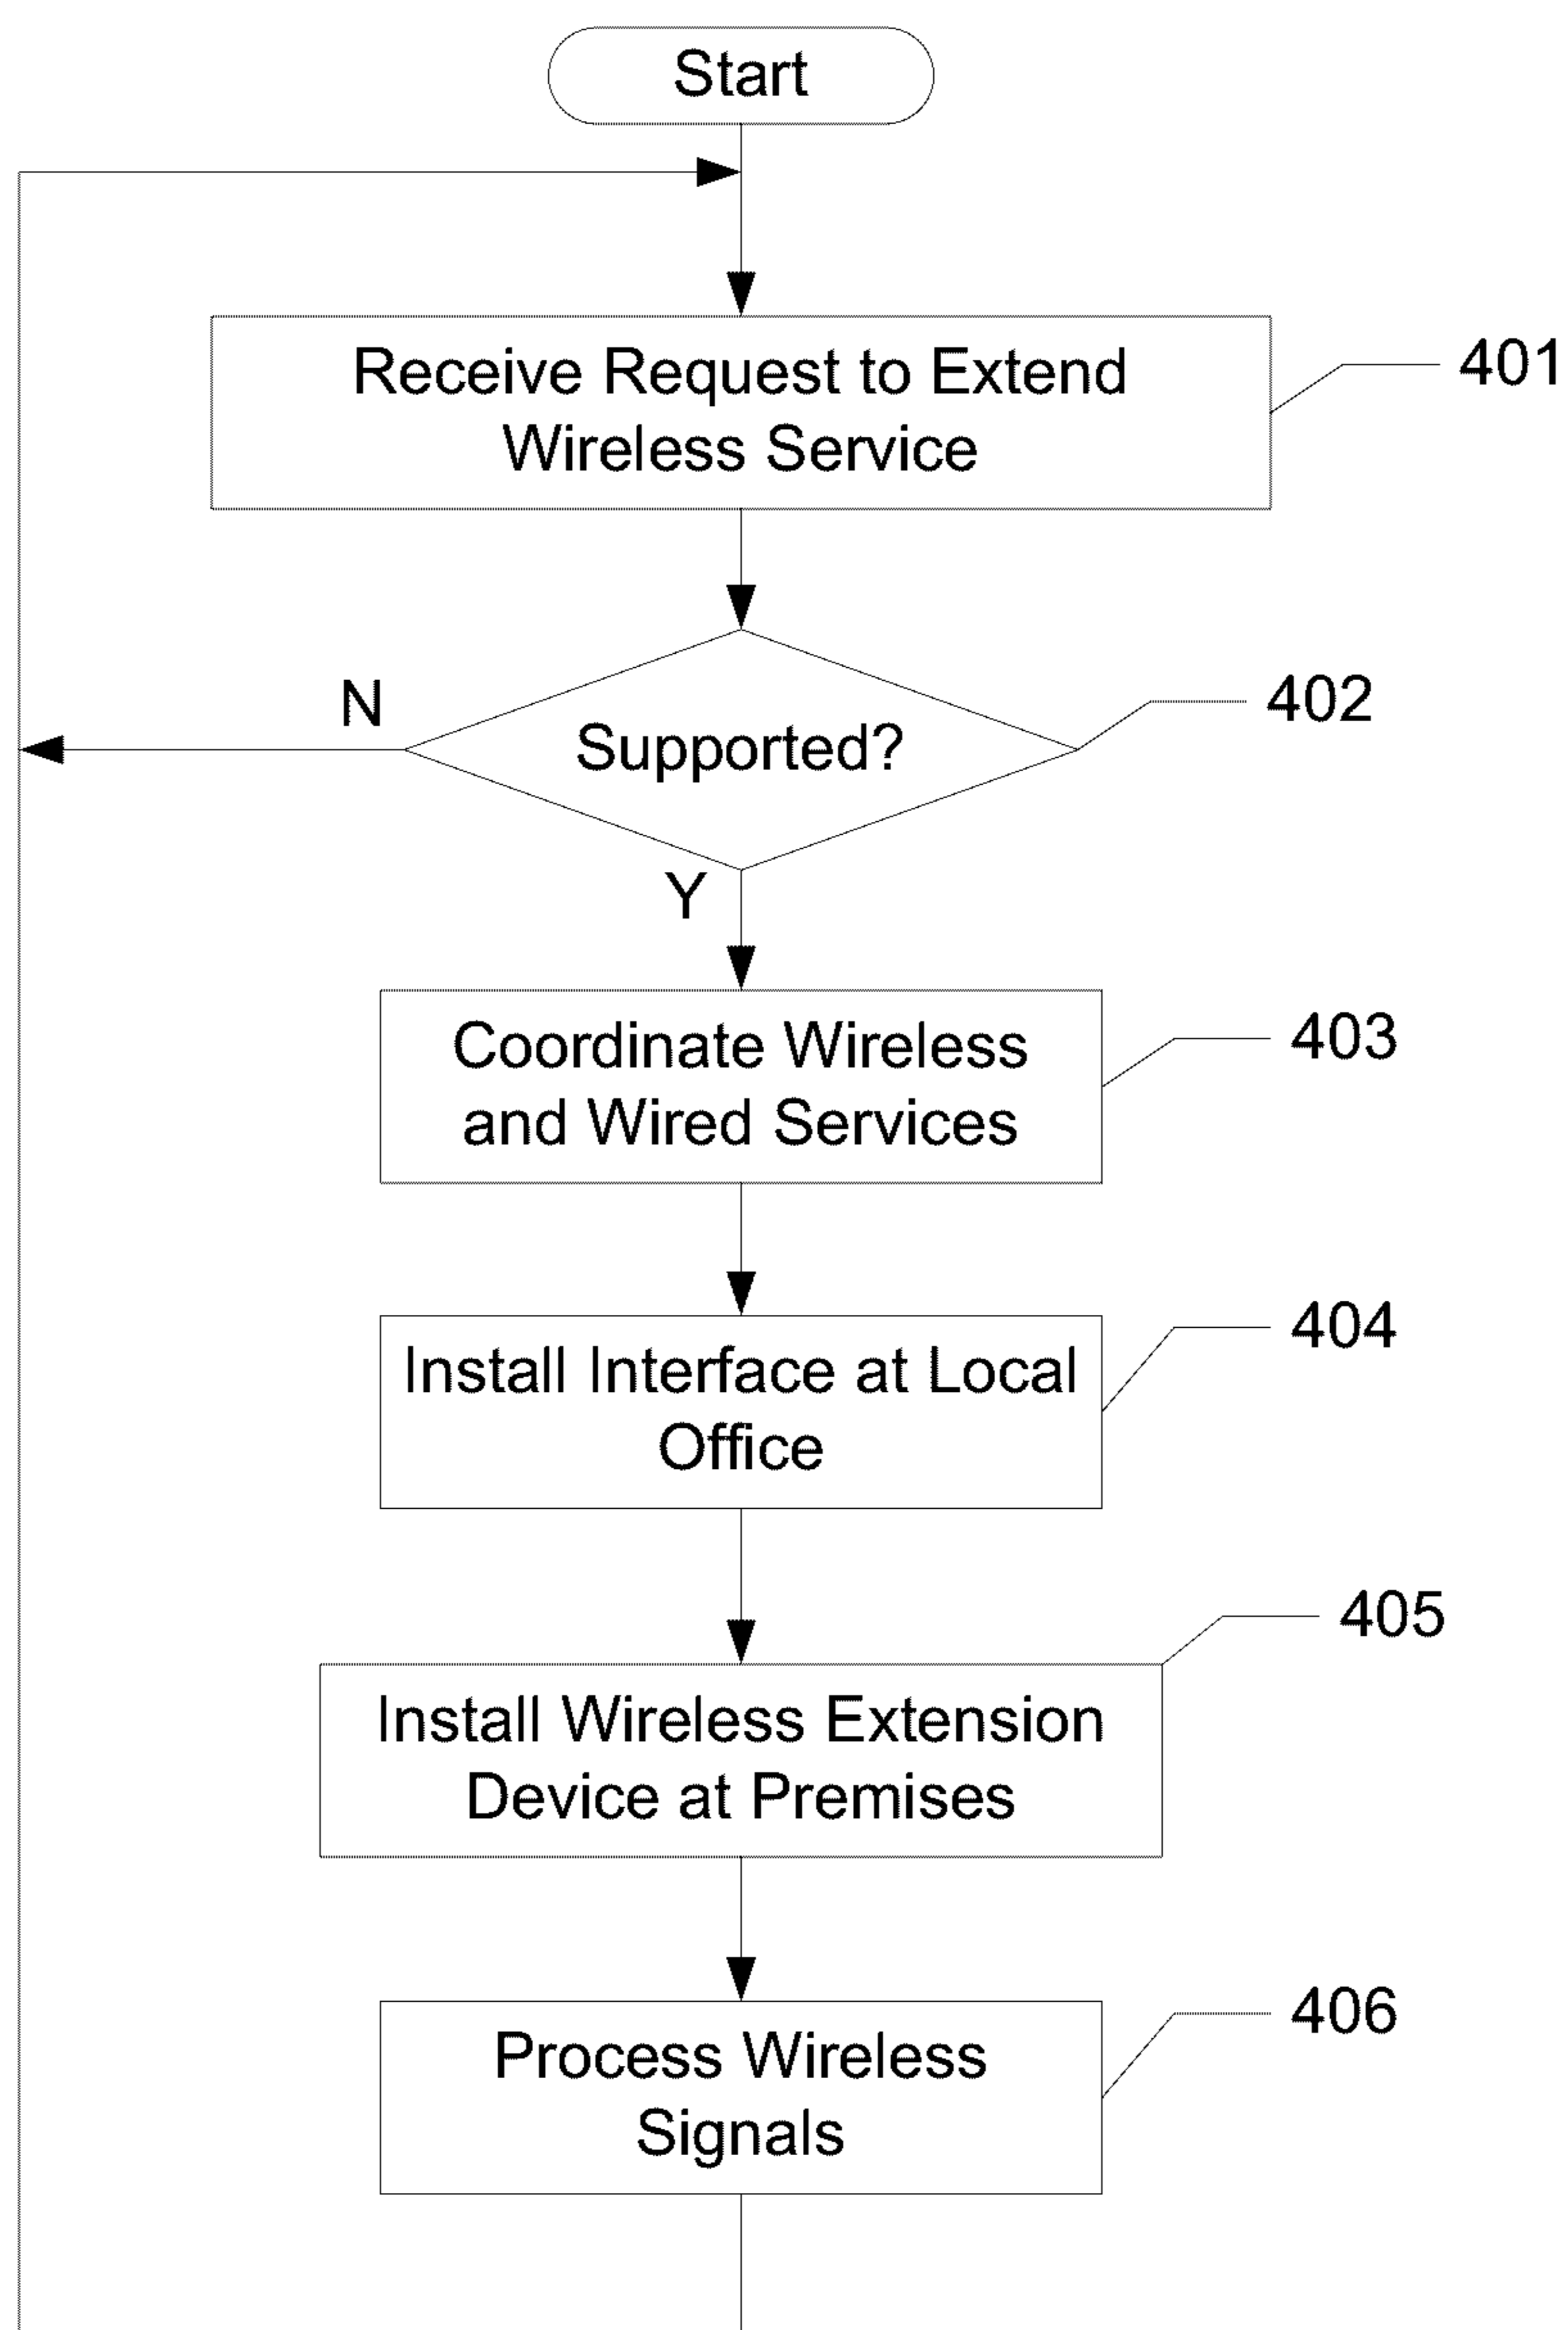 Start
Receive Request to Extend
Wireless Service
401
N
Supported?
402
Y
Coordinate Wireless
and Wired Services
403
Install Interface at Local
Office
404
Install Wireless Extension
Device at Premises
405
Process Wireless
Signals
406